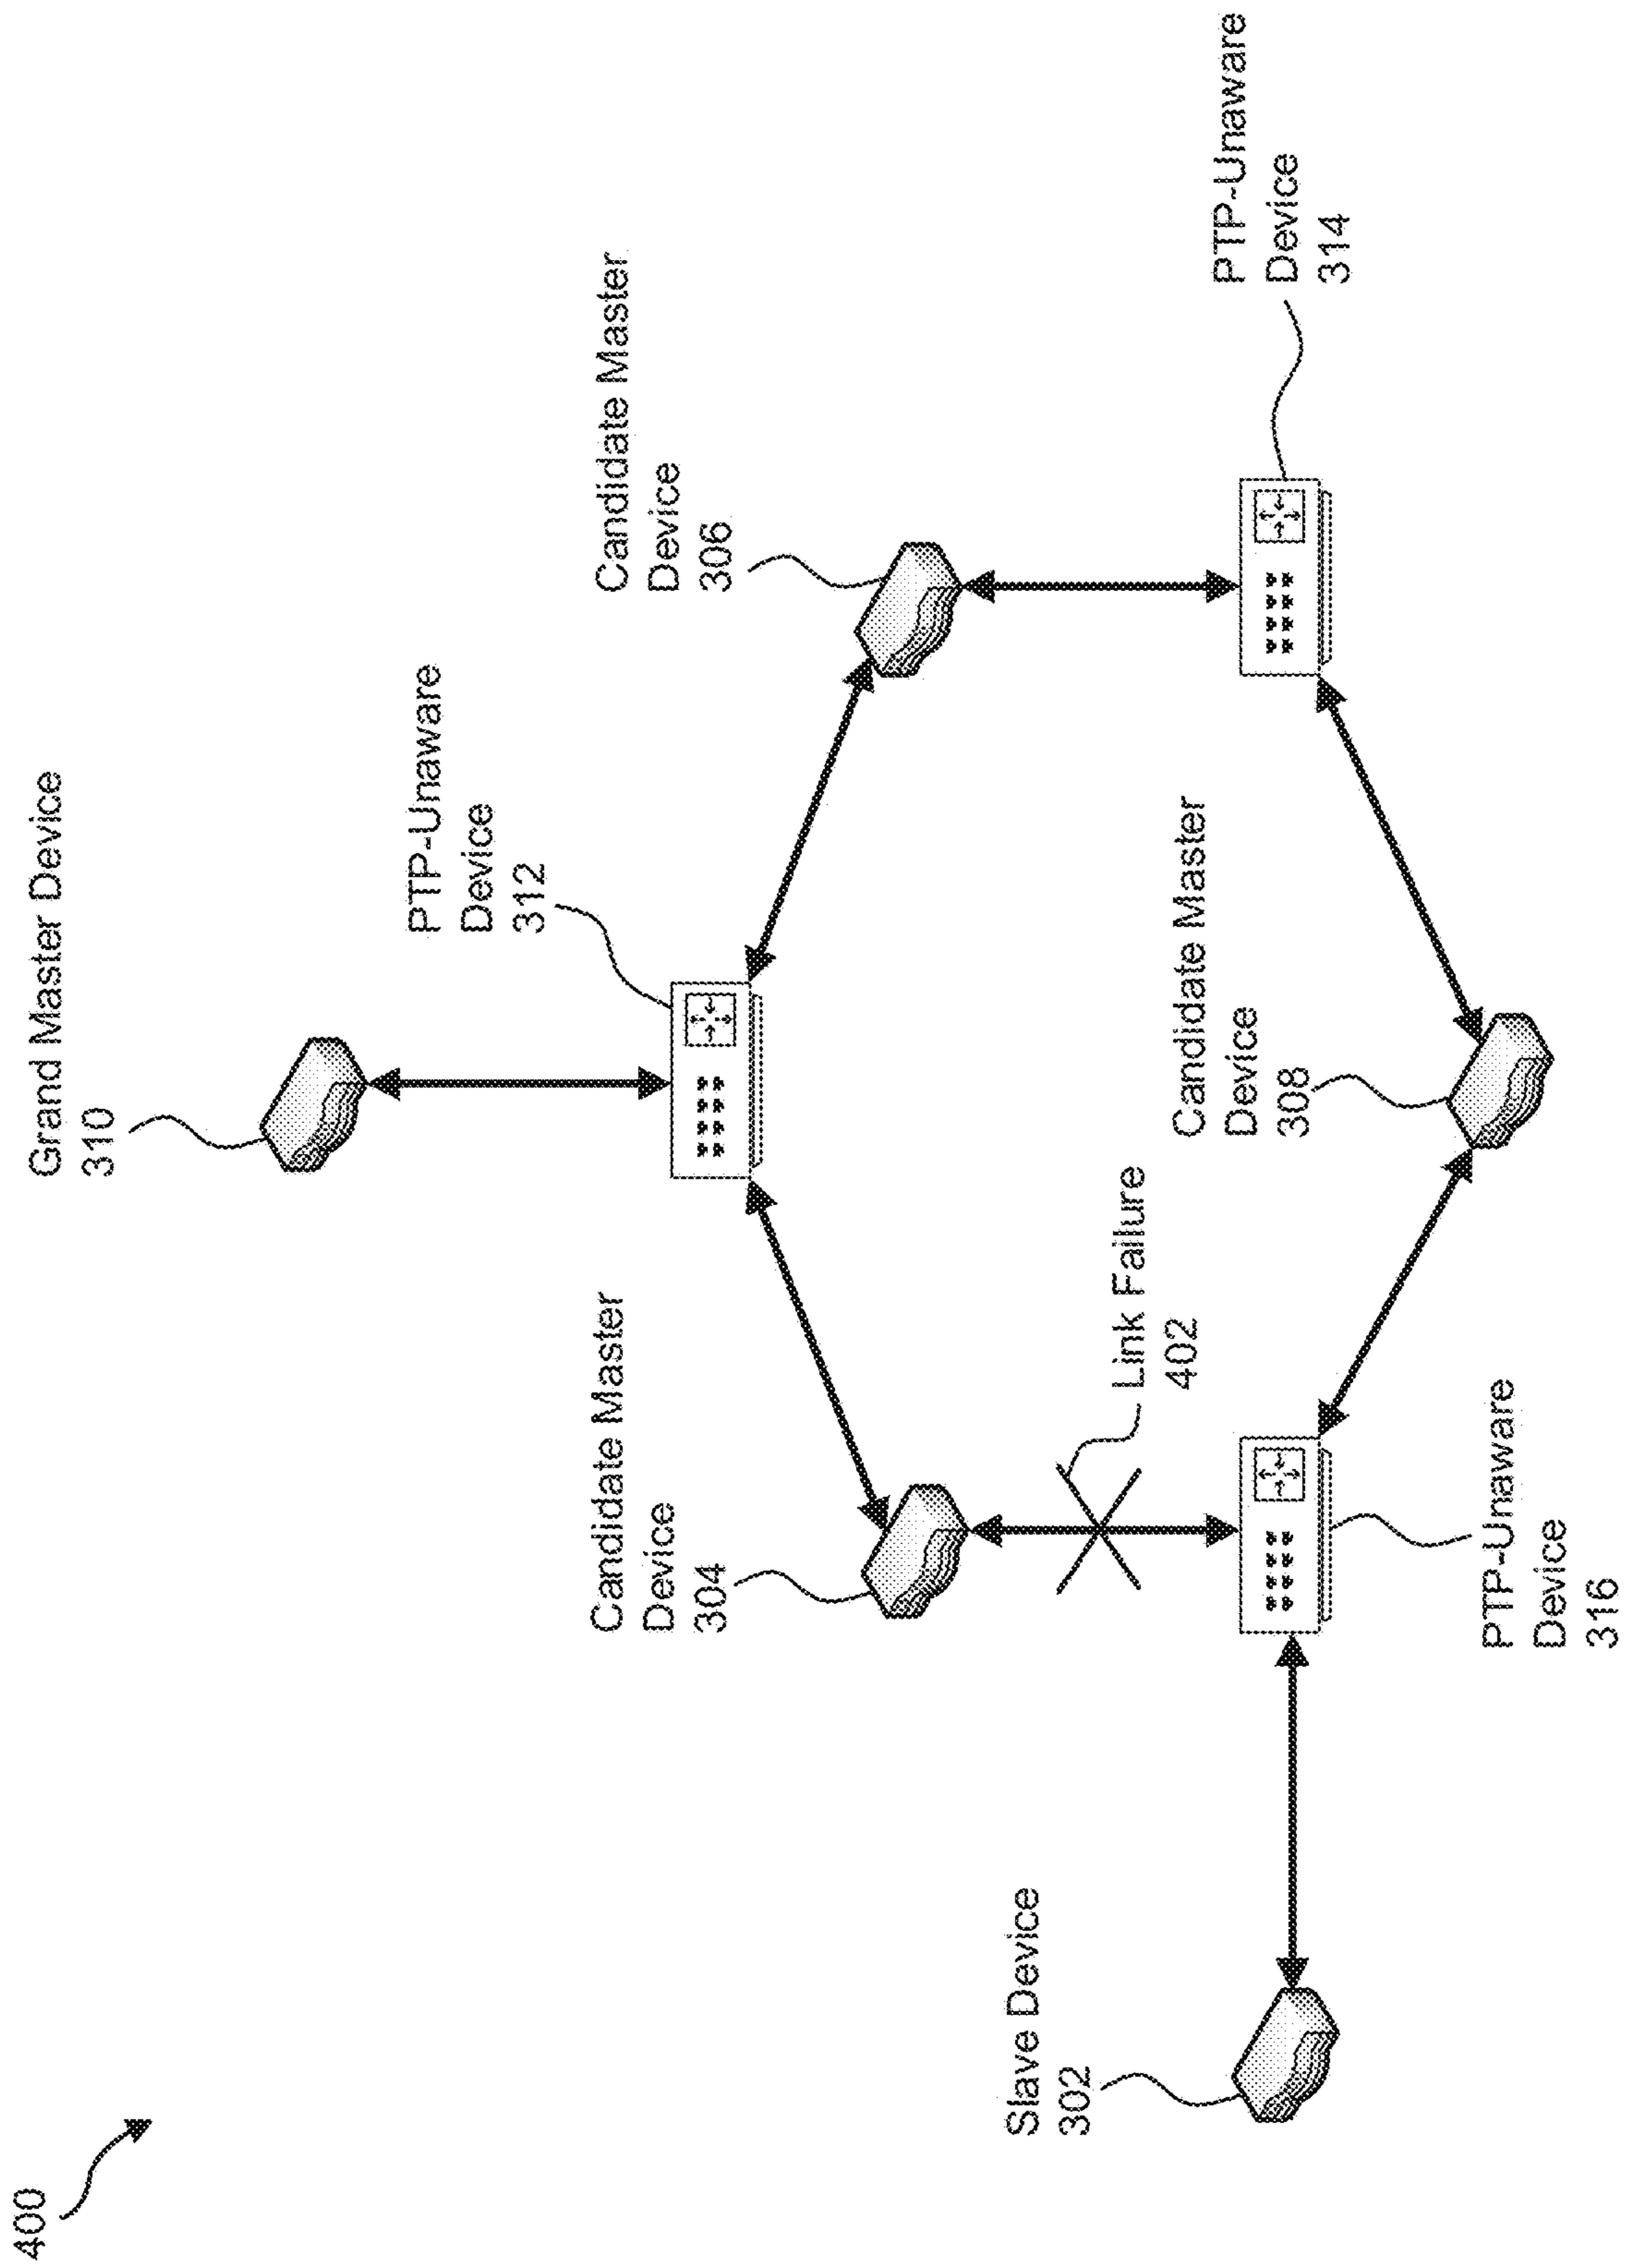 400
Grand Master Device
310
PTP-Unaware
Device
312
Candidate Master
Device
304
Candidate Master
Device
306
Link Failure
402
Candidate Master
Device
308
PTP-Unaware
Device
314
Slave Device
302
PTP-Unaware
Device
316